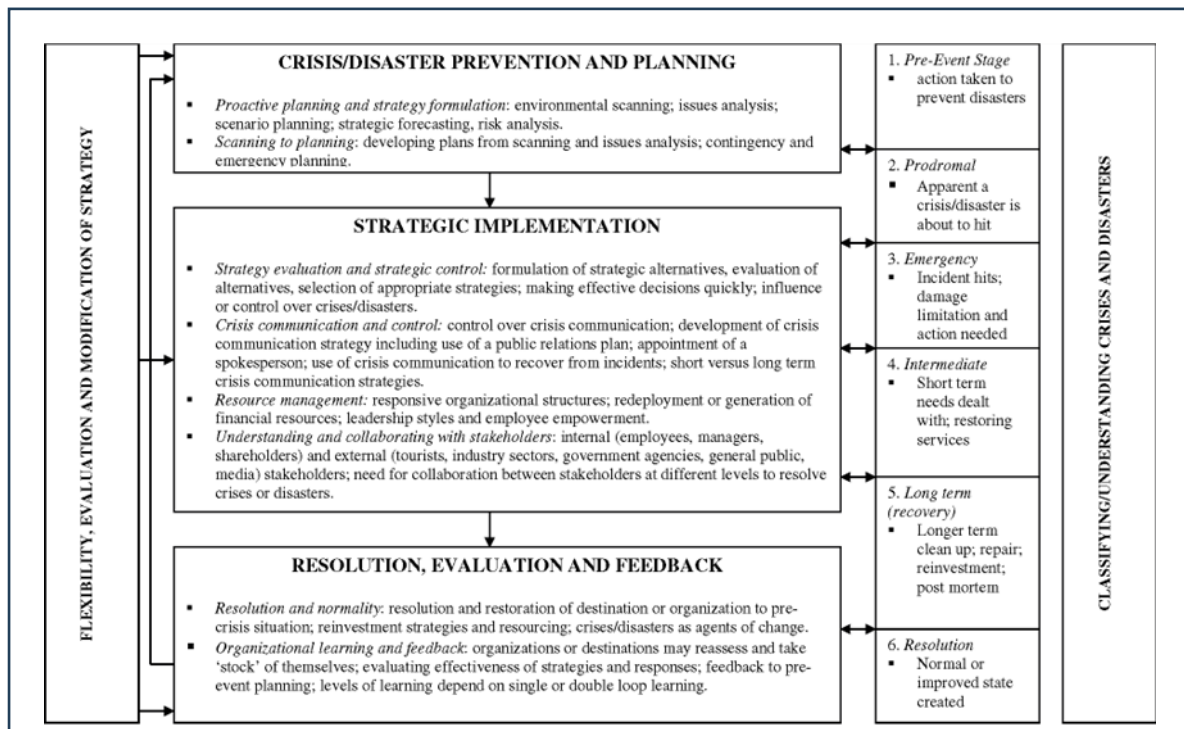 FLEXIBILITY, EVALUATION AND MODIFICATION OF STRATEGY
CRISIS/DISASTER PREVENTION AND PLANNING
▪ Proactive planning and strategy formulation: environmental scanning; issues analysis;
scenario planning; strategic forecasting, risk analysis.
▪ Scanning to planning: developing plans from scanning and issues analysis; contingency and
emergency planning.
STRATEGIC IMPLEMENTATION
▪ Strategy evaluation and strategic control: formulation of strategic alternatives, evaluation of
alternatives, selection of appropriate strategies; making effective decisions quickly; influence
or control over crises/disasters.
▪ Crisis communication and control: control over crisis communication; development of crisis
communication strategy including use of a public relations plan; appointment of a
spokesperson; use of crisis communication to recover from incidents; short versus long term
crisis communication strategies.
▪ Resource management: responsive organizational structures; redeployment or generation of
financial resources; leadership styles and employee empowerment.
▪ Understanding and collaborating with stakeholders: internal (employees, managers,
shareholders) and external (tourists, industry sectors, government agencies, general public,
media) stakeholders; need for collaboration between stakeholders at different levels to resolve
crises or disasters.
RESOLUTION, EVALUATION AND FEEDBACK
▪ Resolution and normality: resolution and restoration of destination or organization to pre-
crisis situation; reinvestment strategies and resourcing; crises/disasters as agents of change.
▪ Organizational learning and feedback: organizations or destinations may reassess and take
‘stock’ of themselves; evaluating effectiveness of strategies and responses; feedback to pre-
event planning; levels of learning depend on single or double loop learning.
1. Pre-Event Stage
▪ action taken to
prevent disasters
2. Prodromal
▪ Apparent a
crisis/disaster is
about to hit
3. Emergency
▪ Incident hits;
damage
limitation and
action needed
4. Intermediate
▪ Short term
needs dealt
with; restoring
services
5. Long term
(recovery)
▪ Longer term
clean up; repair;
reinvestment;
post mortem
6. Resolution
▪ Normal or
improved state
created
CLASSIFYING/UNDERSTANDING CRISES AND DISASTERS